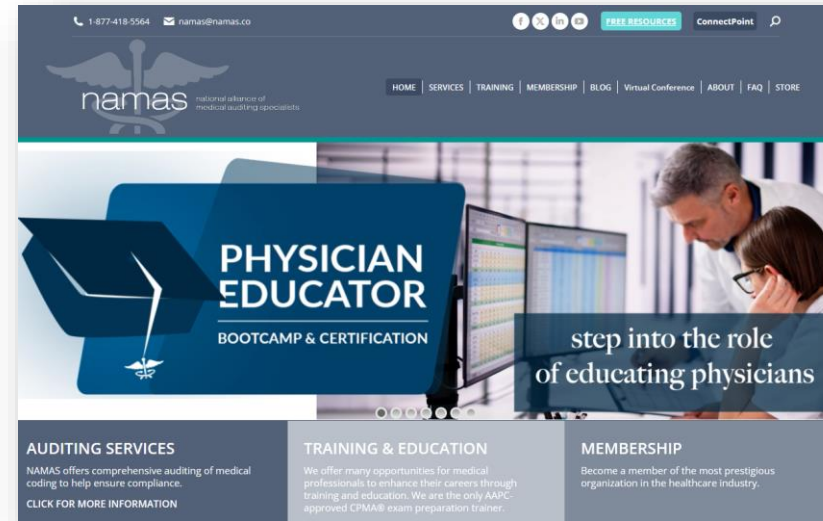 1-877-418-5564 namas@namas.co
FREE RESOURCES ConnectPoint
namas national alliance of
medical auditing specialists
HOME SERVICES TRAINING MEMBERSHIP BLOG Virtual Conference ABOUT FAQ STORE
PHYSICIAN
EDUCATOR
BOOTCAMP & CERTIFICATION
step into the role
of educating physicians
AUDITING SERVICES
NAMAS offers comprehensive auditing of medical
coding to help ensure compliance.
CLICK FOR MORE INFORMATION
TRAINING & EDUCATION
We offer many opportunities for medical
professionals to enhance their careers through
training and education. We are the only AAPC-
approved CPMA® exam preparation trainer.
MEMBERSHIP
Become a member of the most prestigious
organization in the healthcare industry.